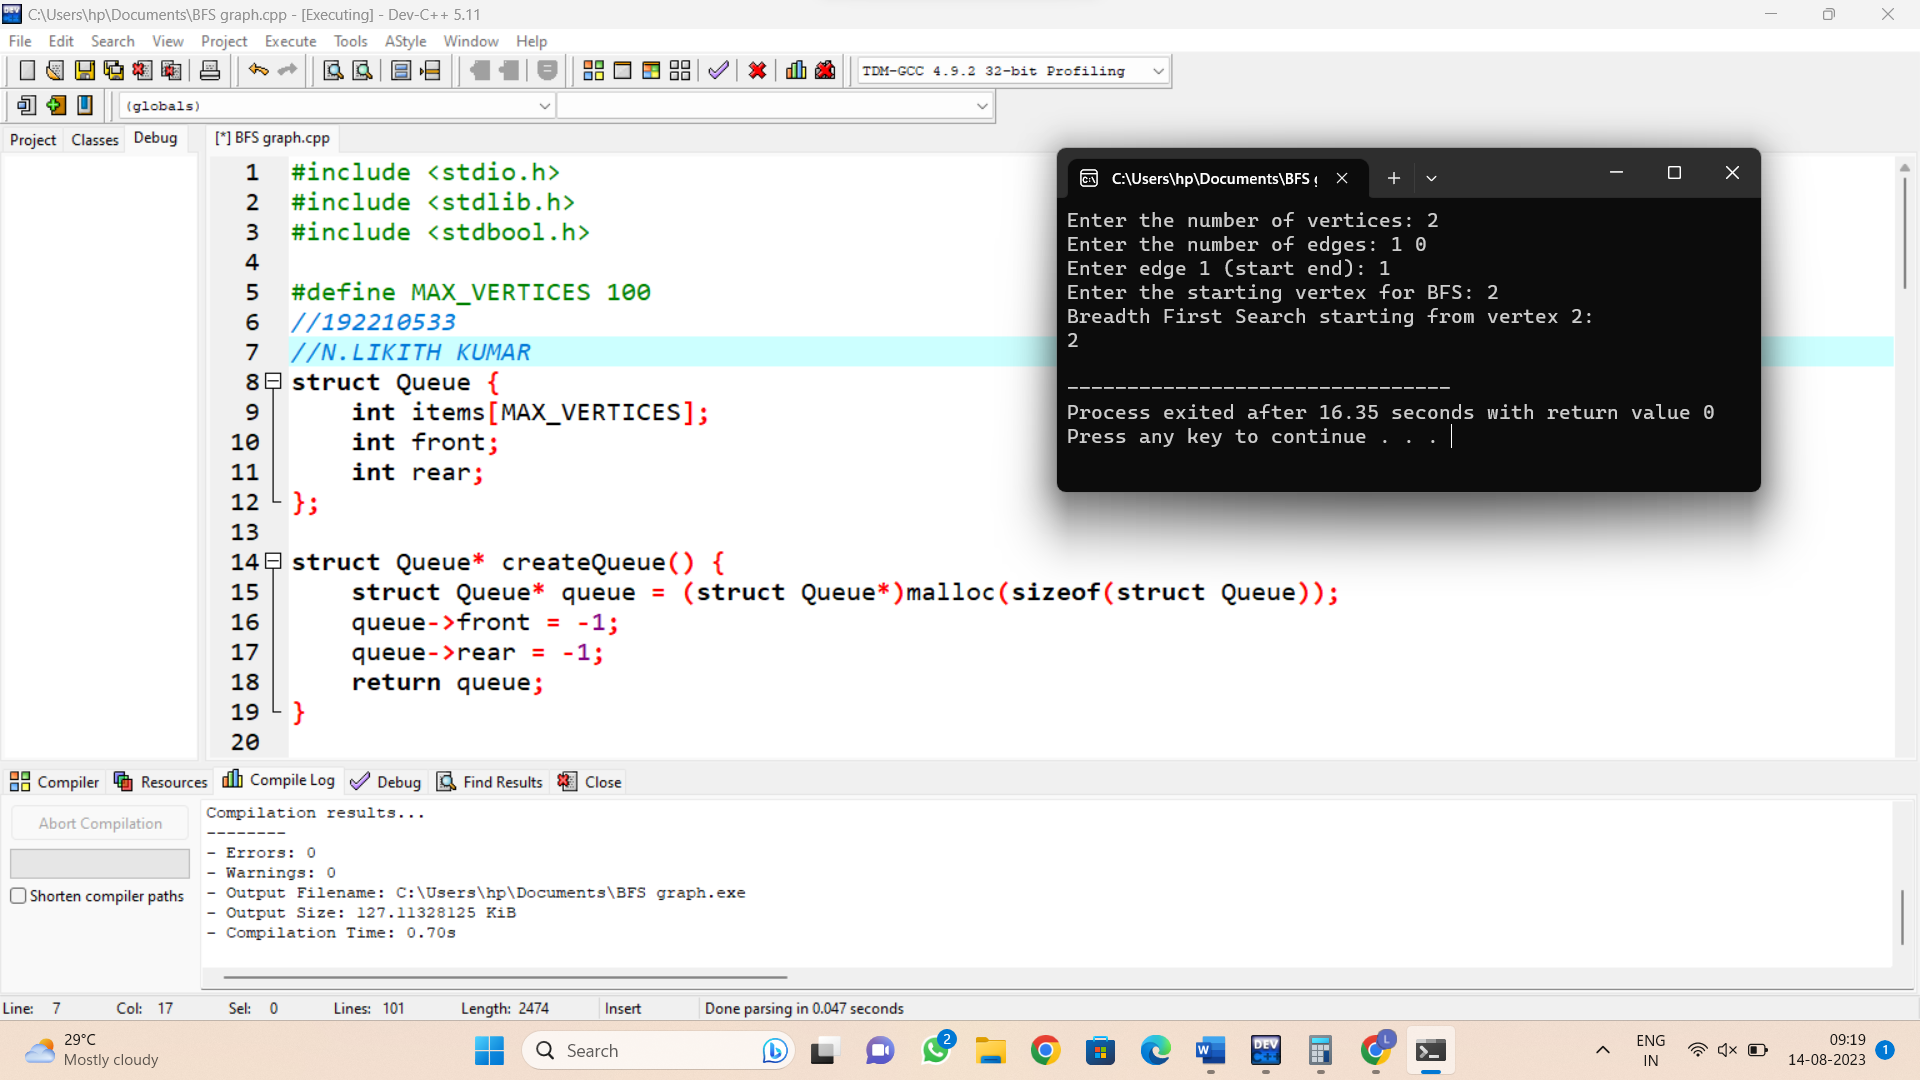 C:\Users\hp\Documents\BFS graph.cpp - [Executing] - Dev-C++ 5.11
File Edit Search View Project Execute Tools AStyle Window Help
TDM-GCC 4.9.2 32-bit Profiling
(globals)
Project Classes Debug [*] BFS graph.cpp
1 #include <stdio.h>
2 #include <stdlib.h>
3 #include <stdbool.h>
4
5 #define MAX_VERTICES 100
6 //192210533
7 //N.LIKITH KUMAR
8 struct Queue {
9 int items[MAX_VERTICES];
10 int front;
11 int rear;
12 };
13
14 struct Queue* createQueue() {
15 struct Queue* queue = (struct Queue*)malloc(sizeof(struct Queue));
16 queue->front = -1;
17 queue->rear = -1;
18 return queue;
19 }
20
C:\Users\hp\Documents\BFS
Enter the number of vertices: 2
Enter the number of edges: 1 0
Enter edge 1 (start end): 1
Enter the starting vertex for BFS: 2
Breadth First Search starting from vertex 2:
2
--------------------------------
Process exited after 16.35 seconds with return value 0
Press any key to continue . . .
Compiler Resources Compile Log Debug Find Results Close
Abort Compilation
Shorten compiler paths
Compilation results...
--------
- Errors: 0
- Warnings: 0
- Output Filename: C:\Users\hp\Documents\BFS graph.exe
- Output Size: 127.11328125 KiB
- Compilation Time: 0.70s
Line: 7 Col: 17 Sel: 0 Lines: 101 Length: 2474 Insert Done parsing in 0.047 seconds
29°C
Mostly cloudy
Search
2
W
DEV
C++
L
ENG
IN
09:19
14-08-2023
1